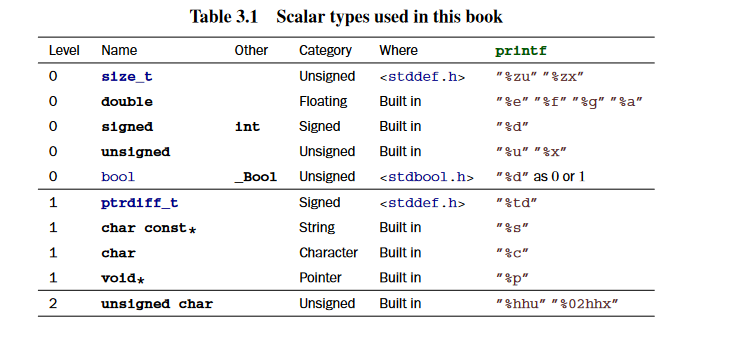 Table 3.1 Scalar types used in this book
Level Name Other Category Where printf
0 size_t Unsigned <stddef.h> "%zu" "%zx"
0 double Floating Built in "%e" "%f" "%g" "%a"
0 signed int Signed Built in "%d"
0 unsigned Unsigned Built in "%u" "%x"
0 bool _Bool Unsigned <stdbool.h> "%d" as 0 or 1
1 ptrdiff_t Signed <stddef.h> "%td"
1 char const* String Built in "%s"
1 char Character Built in "%c"
1 void* Pointer Built in "%p"
2 unsigned char Unsigned Built in "%hhu" "%02hhx"